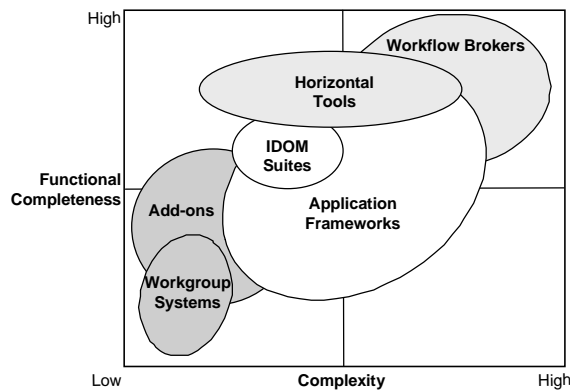 High
Workflow Brokers
Horizontal
Tools
IDOM
Suites
Functional
Completeness
Add-ons
Application
Frameworks
Workgroup
Systems
Low
Complexity
High